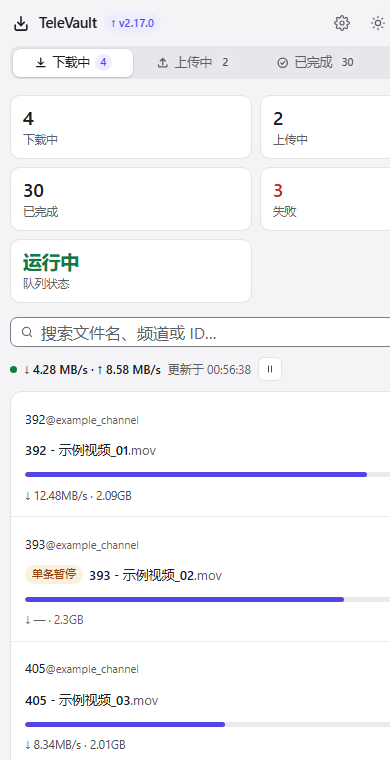 TeleVault ↑ v2.17.0
下载中 4 上传中 2 已完成 30
4
下载中
2
上传中
30
已完成
3
失败
运行中
队列状态
搜索文件名、频道或 ID...
↓ 4.28 MB/s · ↑ 8.58 MB/s 更新于 00:56:38
392@example_channel
392 - 示例视频_01.mov
↓ 12.48MB/s · 2.09GB
393@example_channel
单条暂停 393 - 示例视频_02.mov
↓ — · 2.3GB
405@example_channel
405 - 示例视频_03.mov
↓ 8.34MB/s · 2.01GB